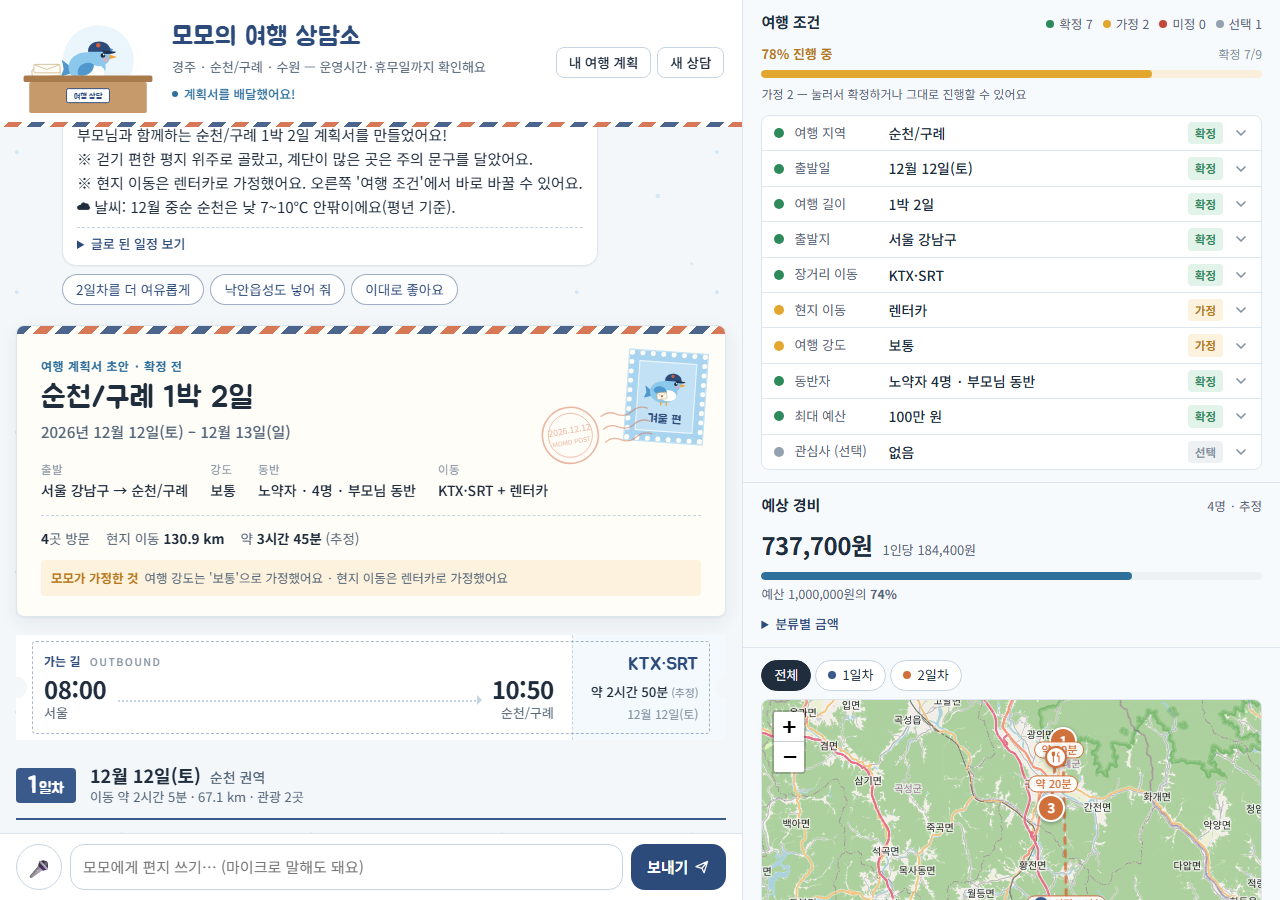 모모의 여행 상담소
경주 · 순천/구례 · 수원 — 운영시간·휴무일까지 확인해요
계획서를 배달했어요!
여행 상담
내 여행 계획
새 상담
부모님과 함께하는 순천/구례 1박 2일 계획서를 만들었어요!
※ 걷기 편한 평지 위주로 골랐고, 계단이 많은 곳은 주의 문구를 달았어요.
※ 현지 이동은 렌터카로 가정했어요. 오른쪽 '여행 조건'에서 바로 바꿀 수 있어요.
날씨: 12월 중순 순천은 낮 7~10℃ 안팎이에요(평년 기준).
▶ 글로 된 일정 보기
2일차를 더 여유롭게
낙안읍성도 넣어 줘
이대로 좋아요
여행 계획서 초안 · 확정 전
순천/구례 1박 2일
2026년 12월 12일(토) – 12월 13일(일)
겨울 편
2026.12.12
MOMO POST
출발 강도 동반 이동
서울 강남구 → 순천/구례 보통 노약자 · 4명 · 부모님 동반 KTX·SRT + 렌터카
4곳 방문 현지 이동 130.9 km 약 3시간 45분 (추정)
모모가 가정한 것 여행 강도는 '보통'으로 가정했어요 · 현지 이동은 렌터카로 가정했어요
가는 길 OUTBOUND
08:00
서울
10:50
순천/구례
KTX·SRT
약 2시간 50분 (추정)
12월 12일(토)
1일차
12월 12일(토) 순천 권역
이동 약 2시간 5분 · 67.1 km · 관광 2곳
모모에게 편지 쓰기… (마이크로 말해도 돼요)
보내기
여행 조건
확정 7 가정 2 미정 0 선택 1
78% 진행 중
확정 7/9
가정 2 — 눌러서 확정하거나 그대로 진행할 수 있어요
여행 지역 순천/구례 확정
출발일 12월 12일(토) 확정
여행 길이 1박 2일 확정
출발지 서울 강남구 확정
장거리 이동 KTX·SRT 확정
현지 이동 렌터카 가정
여행 강도 보통 가정
동반자 노약자 4명 · 부모님 동반 확정
최대 예산 100만 원 확정
관심사 (선택) 없음 선택
예상 경비
4명 · 추정
737,700원 1인당 184,400원
예산 1,000,000원의 74%
▶ 분류별 금액
전체
1일차
2일차
+
−
입면
곡성읍
겸면
삼기면
곡성군
광의면
1
약 20분
3
간전면
화개면
백아면
죽곡면
악양면
석곡면
목사동면
황전면
다압면
월등면